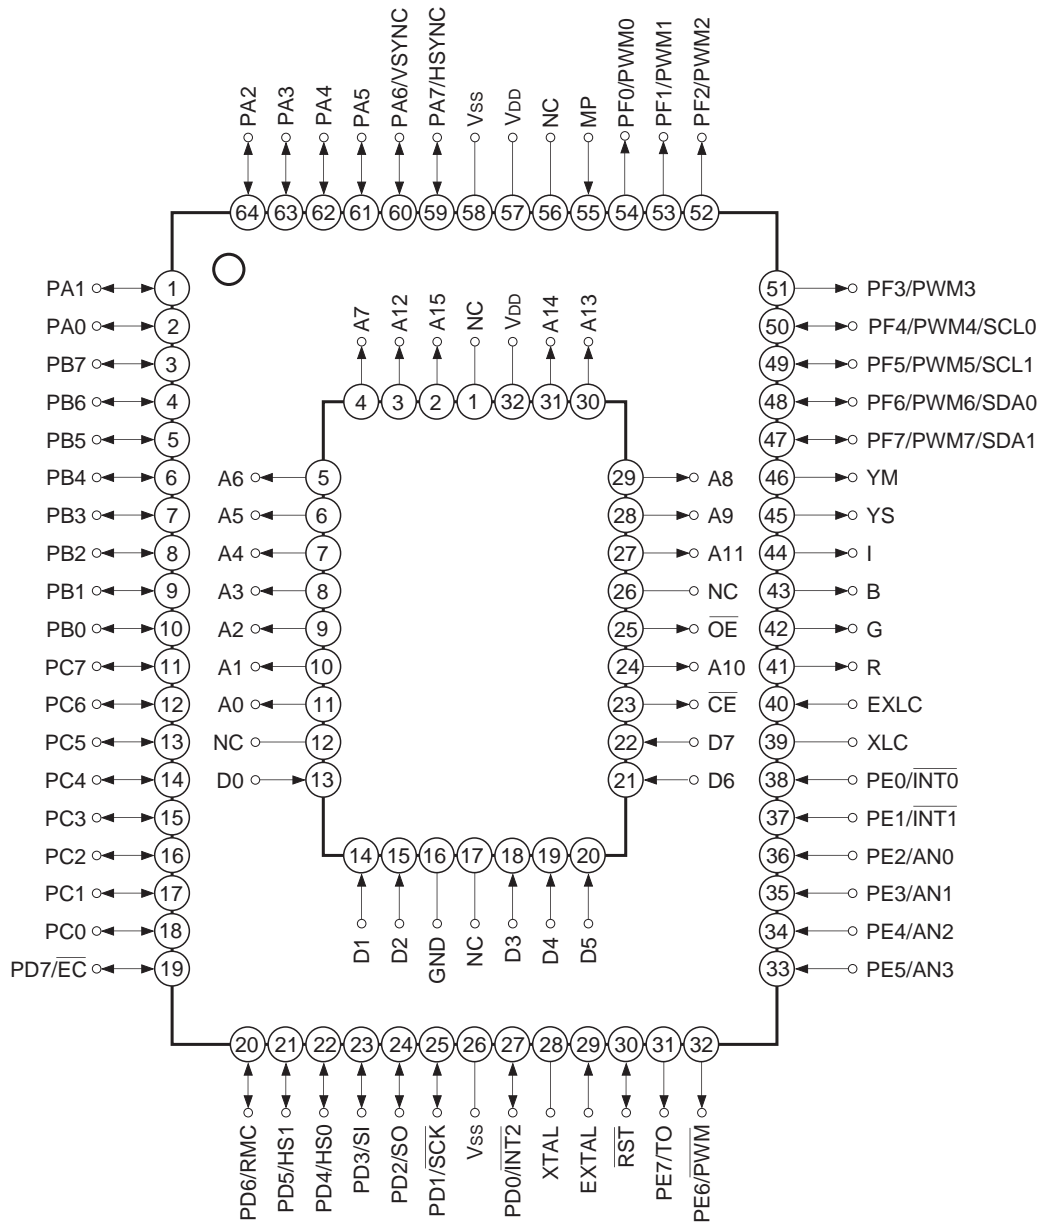 PA2
PA3
PA4
PA5
PA6/VSYNC
PA7/HSYNC
Vss
VDD
NC
MP
PF0/PWM0
PF1/PWM1
PF2/PWM2
64 63 62 61 60 59 58 57 56 55 54 53 52
PA1 1
PA0 2
PB7 3
PB6 4
PB5 5
PB4 6
PB3 7
PB2 8
PB1 9
PB0 10
PC7 11
PC6 12
PC5 13
PC4 14
PC3 15
PC2 16
PC1 17
PC0 18
PD7/E̅C̅ 19
A7
A12
A15
NC
VDD
A14
A13
4 3 2 1 32 31 30
A6 5
A5 6
A4 7
A3 8
A2 9
A1 10
A0 11
NC 12
D0 13
29 A8
28 A9
27 A11
26 NC
25 O̅E̅
24 A10
23 C̅E̅
22 D7
21 D6
14 15 16 17 18 19 20
D1
D2
GND
NC
D3
D4
D5
51 PF3/PWM3
50 PF4/PWM4/SCL0
49 PF5/PWM5/SCL1
48 PF6/PWM6/SDA0
47 PF7/PWM7/SDA1
46 YM
45 YS
44 I
43 B
42 G
41 R
40 EXLC
39 XLC
38 PE0/I̅N̅T̅0̅
37 PE1/I̅N̅T̅1̅
36 PE2/AN0
35 PE3/AN1
34 PE4/AN2
33 PE5/AN3
20 21 22 23 24 25 26 27 28 29 30 31 32
PD6/RMC
PD5/HS1
PD4/HS0
PD3/SI
PD2/SO
PD1/S̅C̅K̅
Vss
PD0/I̅N̅T̅2̅
XTAL
EXTAL
R̅S̅T̅
PE7/TO
PE6/P̅W̅M̅